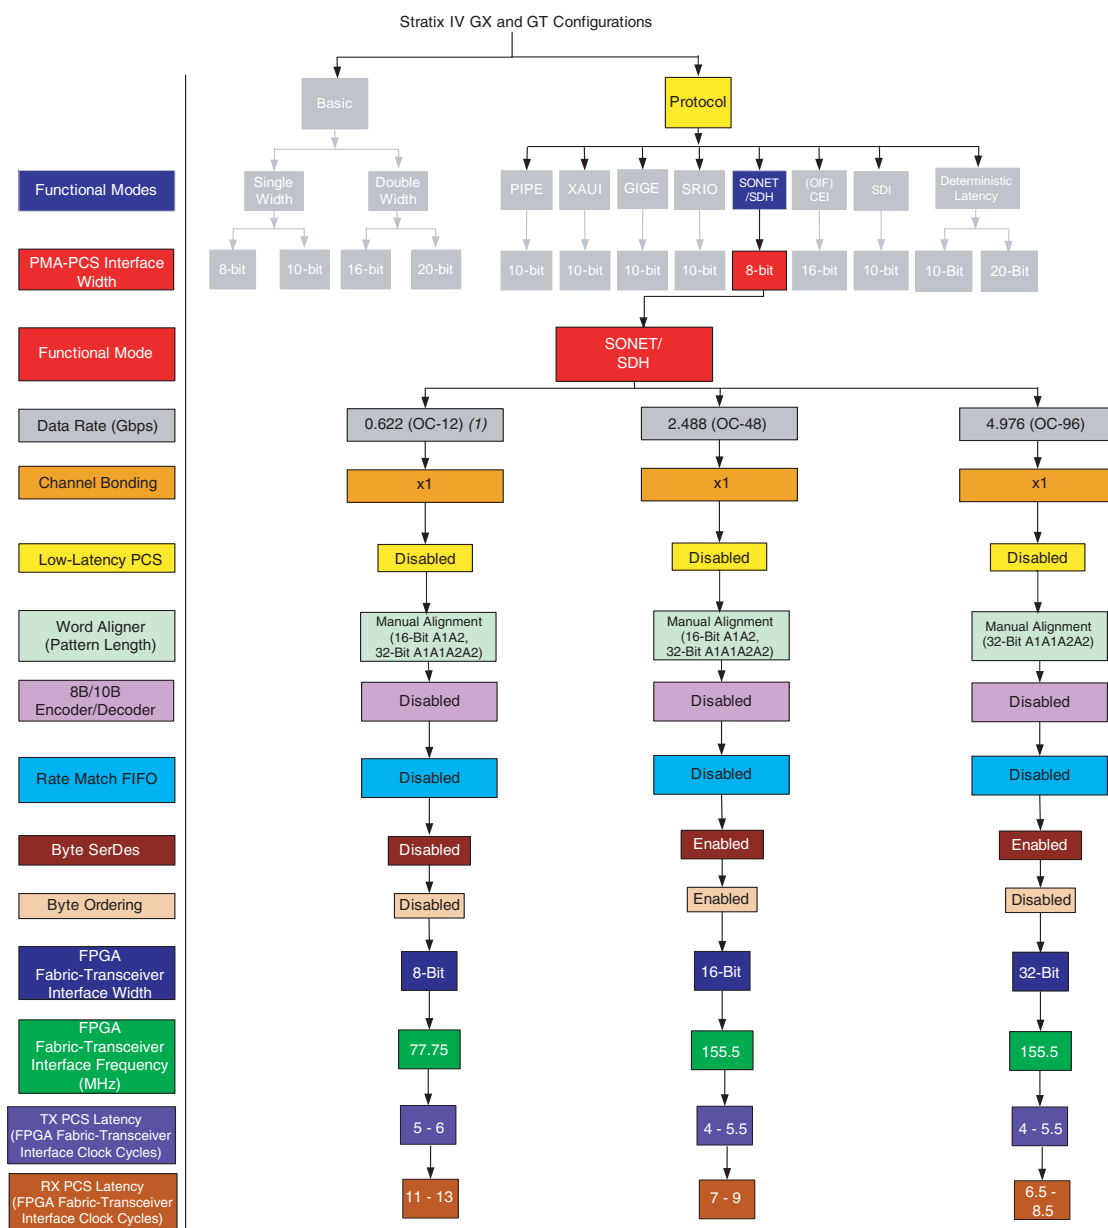 Stratix IV GX and GT Configurations
Basic
Protocol
Functional Modes
Single
Width
Double
Width
PIPE
XAUI
GIGE
SRIO
SONET
/SDH
(OIF)
CEI
SDI
Deterministic
Latency
PMA-PCS Interface
Width
8-bit
10-bit
16-bit
20-bit
10-bit
10-bit
10-bit
10-bit
8-bit
16-bit
10-bit
10-Bit
20-Bit
Functional Mode
SONET/
SDH
Data Rate (Gbps)
0.622 (OC-12) (1)
2.488 (OC-48)
4.976 (OC-96)
Channel Bonding
x1
x1
x1
Low-Latency PCS
Disabled
Disabled
Disabled
Word Aligner
(Pattern Length)
Manual Alignment
(16-Bit A1A2,
32-Bit A1A1A2A2)
Manual Alignment
(16-Bit A1A2,
32-Bit A1A1A2A2)
Manual Alignment
(32-Bit A1A1A2A2)
8B/10B
Encoder/Decoder
Disabled
Disabled
Disabled
Rate Match FIFO
Disabled
Disabled
Disabled
Byte SerDes
Disabled
Enabled
Enabled
Byte Ordering
Disabled
Enabled
Disabled
FPGA
Fabric-Transceiver
Interface Width
8-Bit
16-Bit
32-Bit
FPGA
Fabric-Transceiver
Interface Frequency
(MHz)
77.75
155.5
155.5
TX PCS Latency
(FPGA Fabric-Transceiver
Interface Clock Cycles)
5 - 6
4 - 5.5
4 - 5.5
RX PCS Latency
(FPGA Fabric-Transceiver
Interface Clock Cycles)
11 - 13
7 - 9
6.5 -
8.5